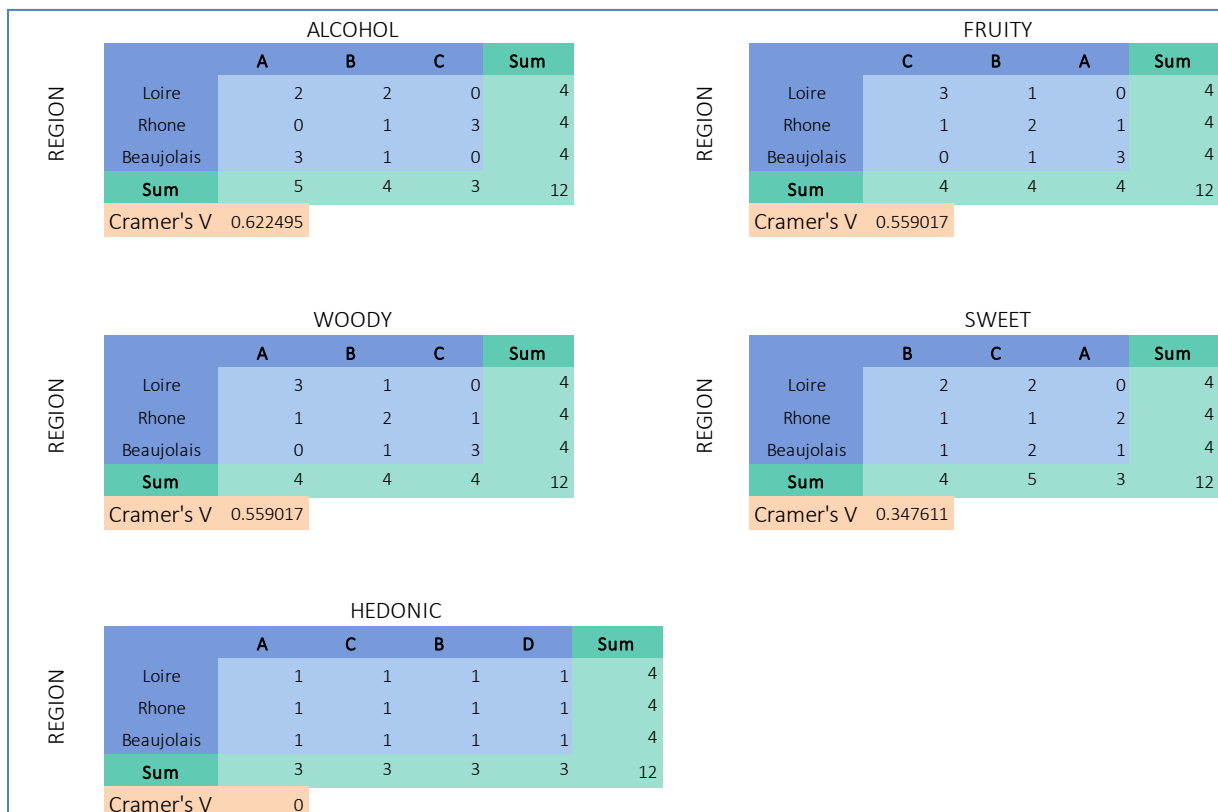 ALCOHOL
A B C Sum
REGION
Loire 2 2 0 4
Rhone 0 1 3 4
Beaujolais 3 1 0 4
Sum 5 4 3 12
Cramer's V 0.622495
FRUITY
C B A Sum
REGION
Loire 3 1 0 4
Rhone 1 2 1 4
Beaujolais 0 1 3 4
Sum 4 4 4 12
Cramer's V 0.559017
WOODY
A B C Sum
REGION
Loire 3 1 0 4
Rhone 1 2 1 4
Beaujolais 0 1 3 4
Sum 4 4 4 12
Cramer's V 0.559017
SWEET
B C A Sum
REGION
Loire 2 2 0 4
Rhone 1 1 2 4
Beaujolais 1 2 1 4
Sum 4 5 3 12
Cramer's V 0.347611
HEDONIC
A C B D Sum
REGION
Loire 1 1 1 1 4
Rhone 1 1 1 1 4
Beaujolais 1 1 1 1 4
Sum 3 3 3 3 12
Cramer's V 0